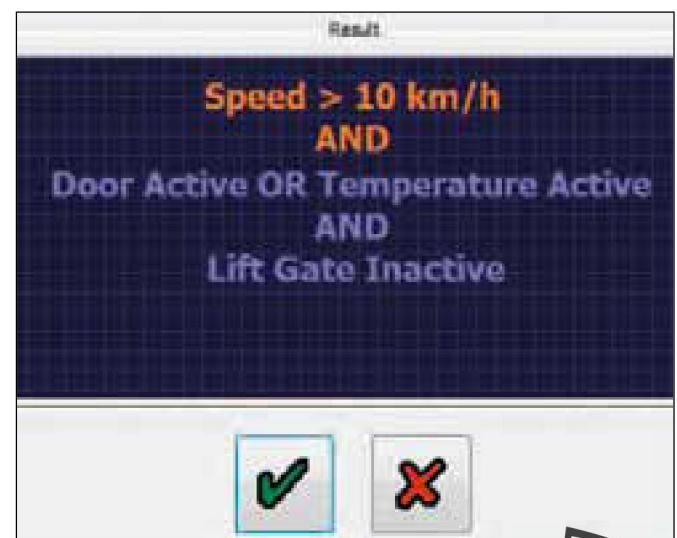 Result
Speed > 10 km/h
AND
Door Active OR Temperature Active
AND
Lift Gate Inactive